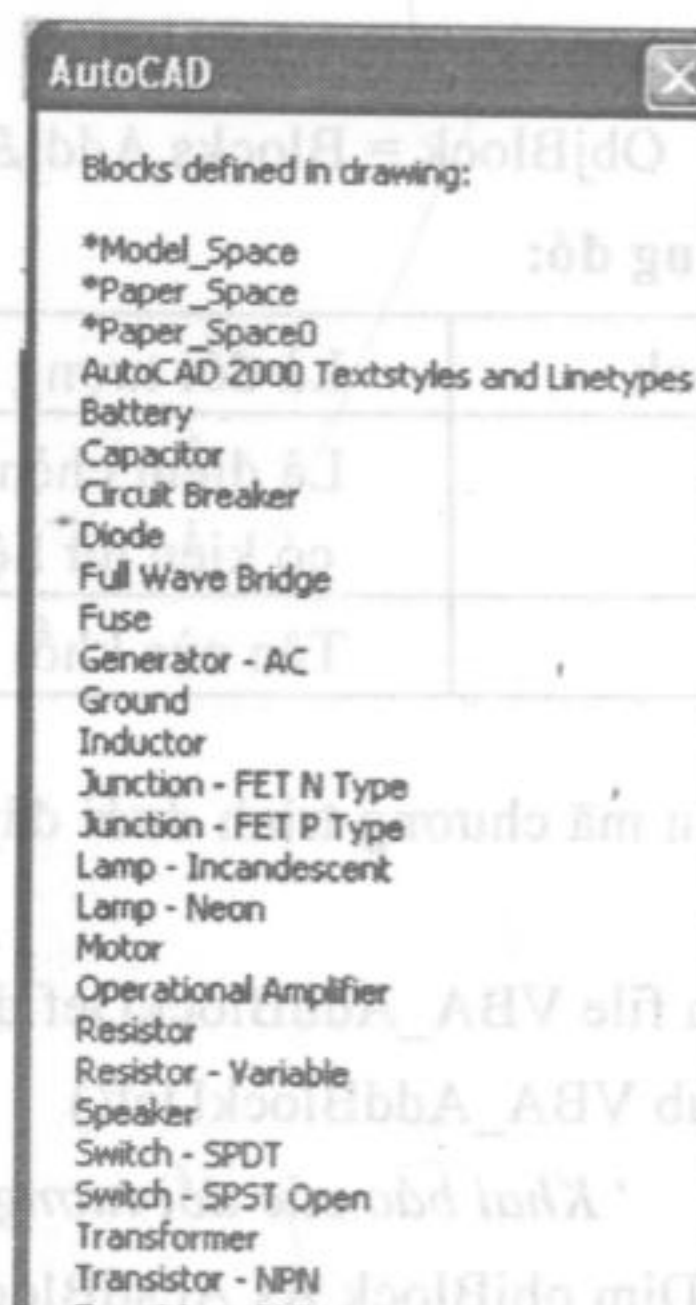 AutoCAD
Blocks defined in drawing:
*Model_Space
*Paper_Space
*Paper_Space0
AutoCAD 2000 Textstyles and Linetypes
Battery
Capacitor
Circuit Breaker
Diode
Full Wave Bridge
Fuse
Generator - AC
Ground
Inductor
Junction - FET N Type
Junction - FET P Type
Lamp - Incandescent
Lamp - Neon
Motor
Operational Amplifier
Resistor
Resistor - Variable
Speaker
Switch - SPDT
Switch - SPST Open
Transformer
Transistor - NPN